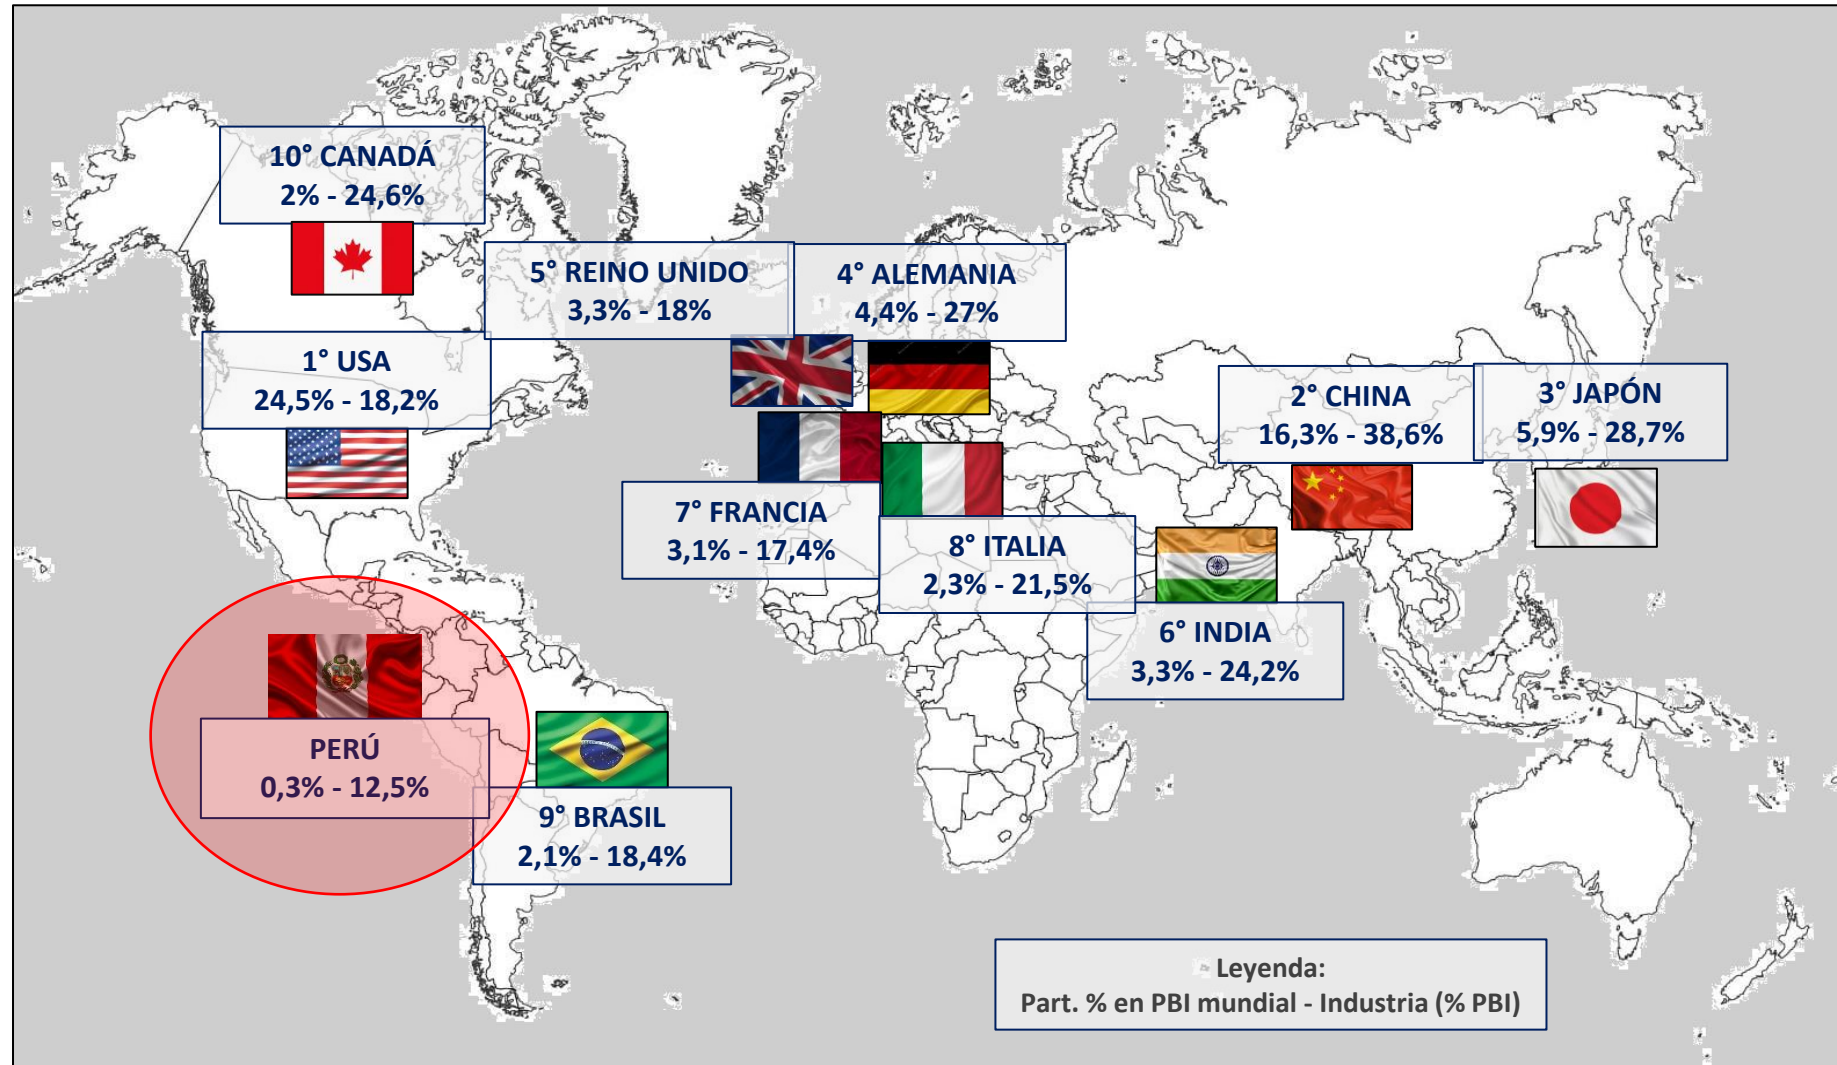 10° CANADÁ
2% - 24,6%
5° REINO UNIDO
3,3% - 18%
4° ALEMANIA
4,4% - 27%
1° USA
24,5% - 18,2%
2° CHINA
16,3% - 38,6%
3° JAPÓN
5,9% - 28,7%
7° FRANCIA
3,1% - 17,4%
8° ITALIA
2,3% - 21,5%
6° INDIA
3,3% - 24,2%
PERÚ
0,3% - 12,5%
9° BRASIL
2,1% - 18,4%
Leyenda:
Part. % en PBI mundial - Industria (% PBI)